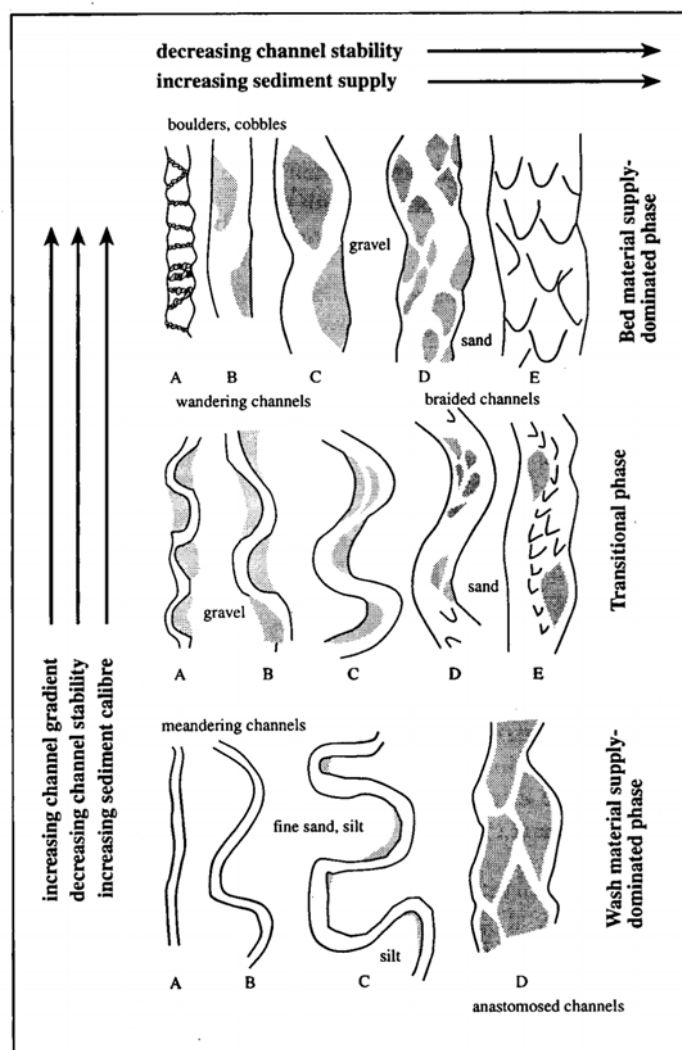 decreasing channel stability
increasing sediment supply
boulders, cobbles
gravel
sand
A B C D E
Bed material supply-
dominated phase
wandering channels
braided channels
gravel
sand
A B C D E
Transitional phase
meandering channels
fine sand, silt
silt
A B C D
anastomosed channels
Wash material supply-
dominated phase
increasing channel gradient
decreasing channel stability
increasing sediment calibre